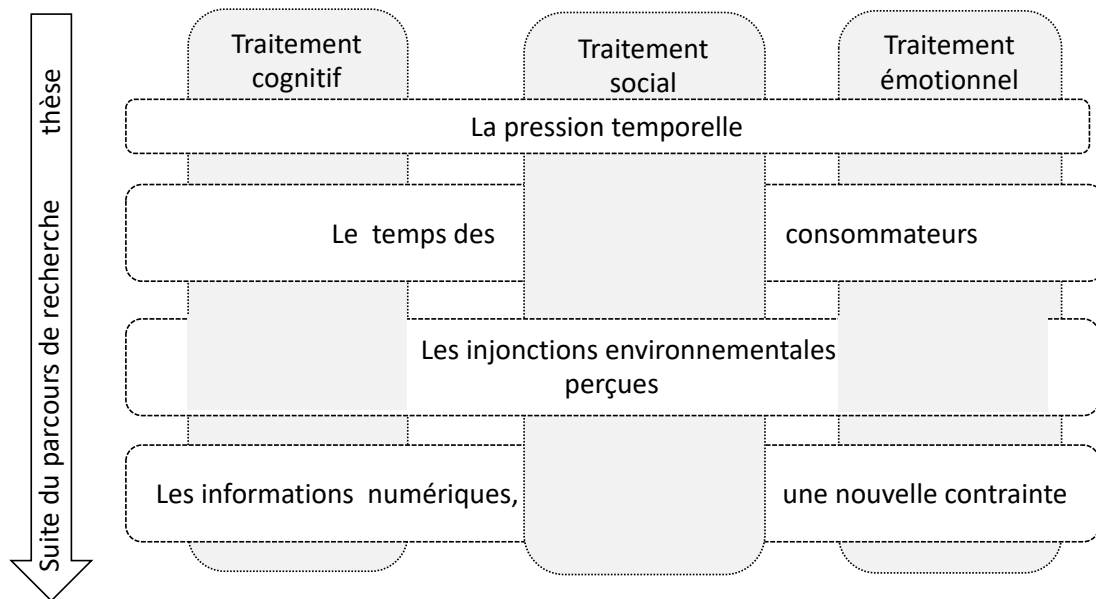 Traitement
cognitif
Traitement
social
Traitement
émotionnel
La pression temporelle
Le temps des consommateurs
Les injonctions environnementales
perçues
Les informations numériques, une nouvelle contrainte
Suite du parcours de recherche thèse